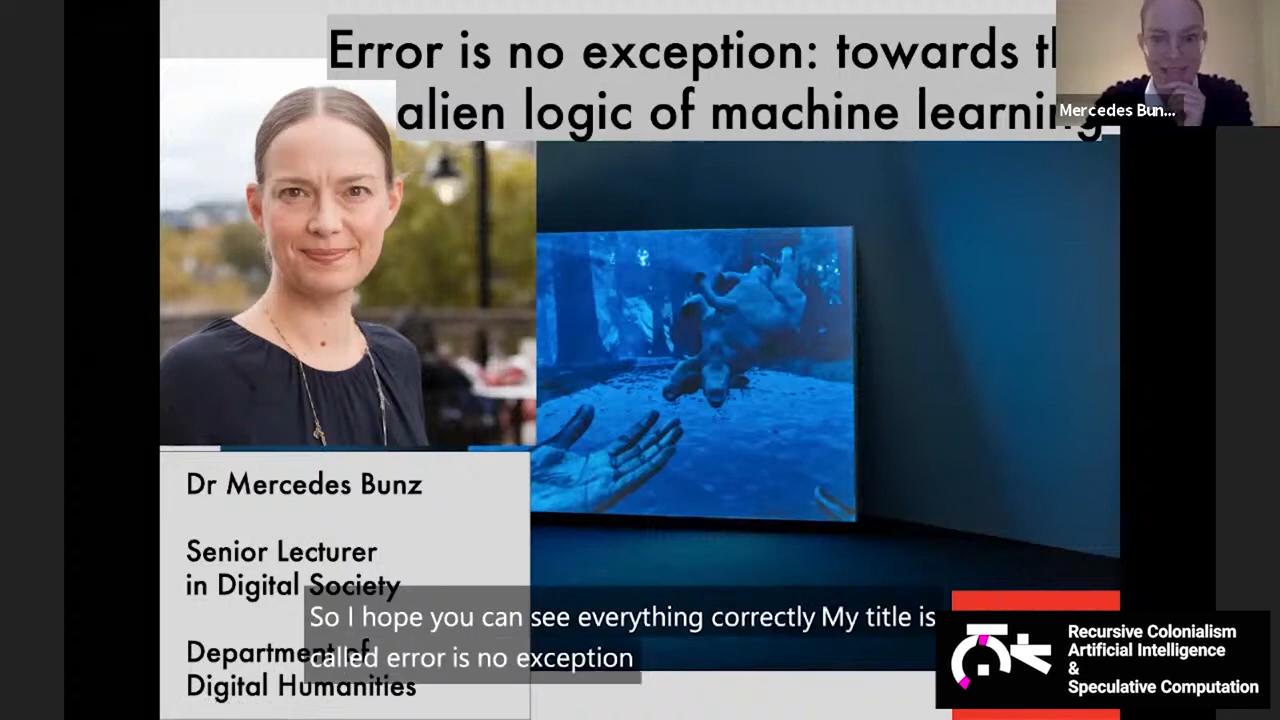 Error is no exception: towards
alien logic of machine learning
Mercedes Bun...
Dr Mercedes Bunz
Senior Lecturer
in Digital Society
Department of
Digital Humanities
So I hope you can see everything correctly My title is
called error is no exception
Recursive Colonialism
Artificial Intelligence
&
Speculative Computation